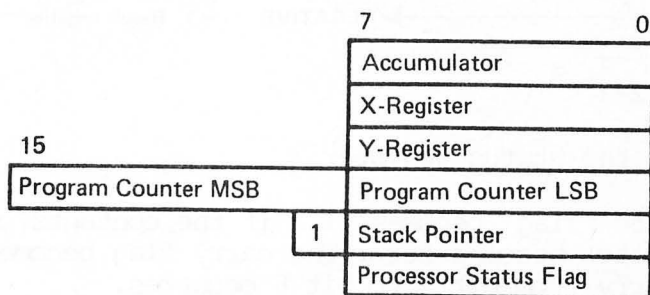 7 0
Accumulator
X-Register
15
Y-Register
Program Counter MSB Program Counter LSB
1 Stack Pointer
Processor Status Flag